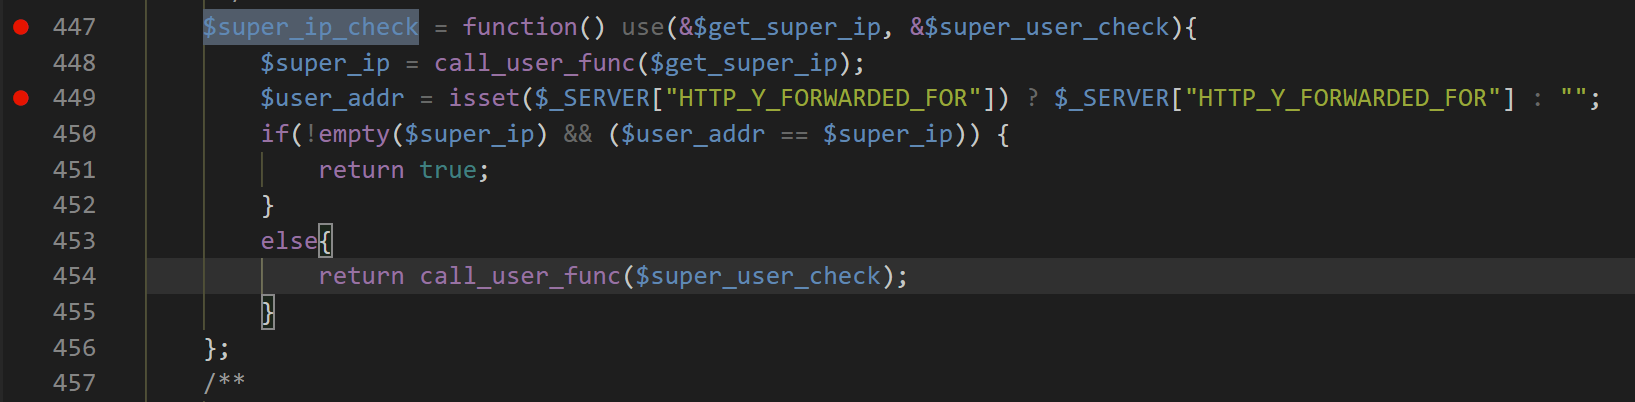 447 $super_ip_check = function() use(&$get_super_ip, &$super_user_check){
448 $super_ip = call_user_func($get_super_ip);
449 $user_addr = isset($_SERVER["HTTP_Y_FORWARDED_FOR"]) ? $_SERVER["HTTP_Y_FORWARDED_FOR"] : "";
450 if(!empty($super_ip) && ($user_addr == $super_ip)) {
451 return true;
452 }
453 else{
454 return call_user_func($super_user_check);
455 }
456 };
457 /**